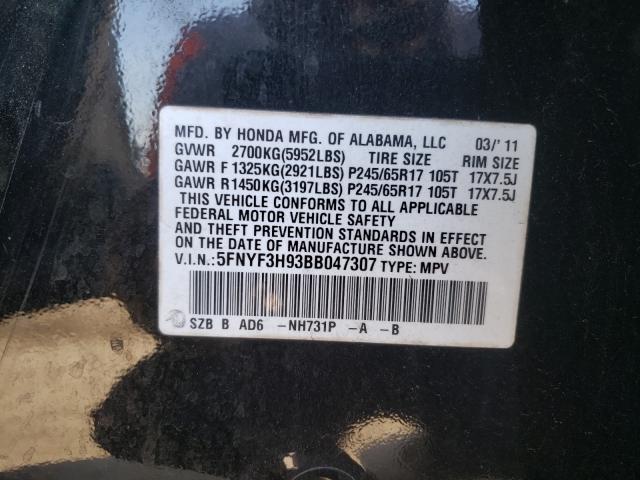 MFD. BY HONDA MFG. OF ALABAMA, LLC 03/'11
GVWR 2700KG(5952LBS) TIRE SIZE RIM SIZE
GAWR F 1325KG(2921LBS) P245/65R17 105T 17X7.5J
GAWR R1450KG(3197LBS) P245/65R17 105T 17X7.5J
THIS VEHICLE CONFORMS TO ALL APPLICABLE
FEDERAL MOTOR VEHICLE SAFETY
AND THEFT PREVENTION STANDARDS IN EFFECT
ON THE DATE OF MANUFACTURE SHOWN ABOVE.
V.I.N.:5FNYF3H93BB047307 TYPE: MPV
SZB B AD6 -NH731P -A -B